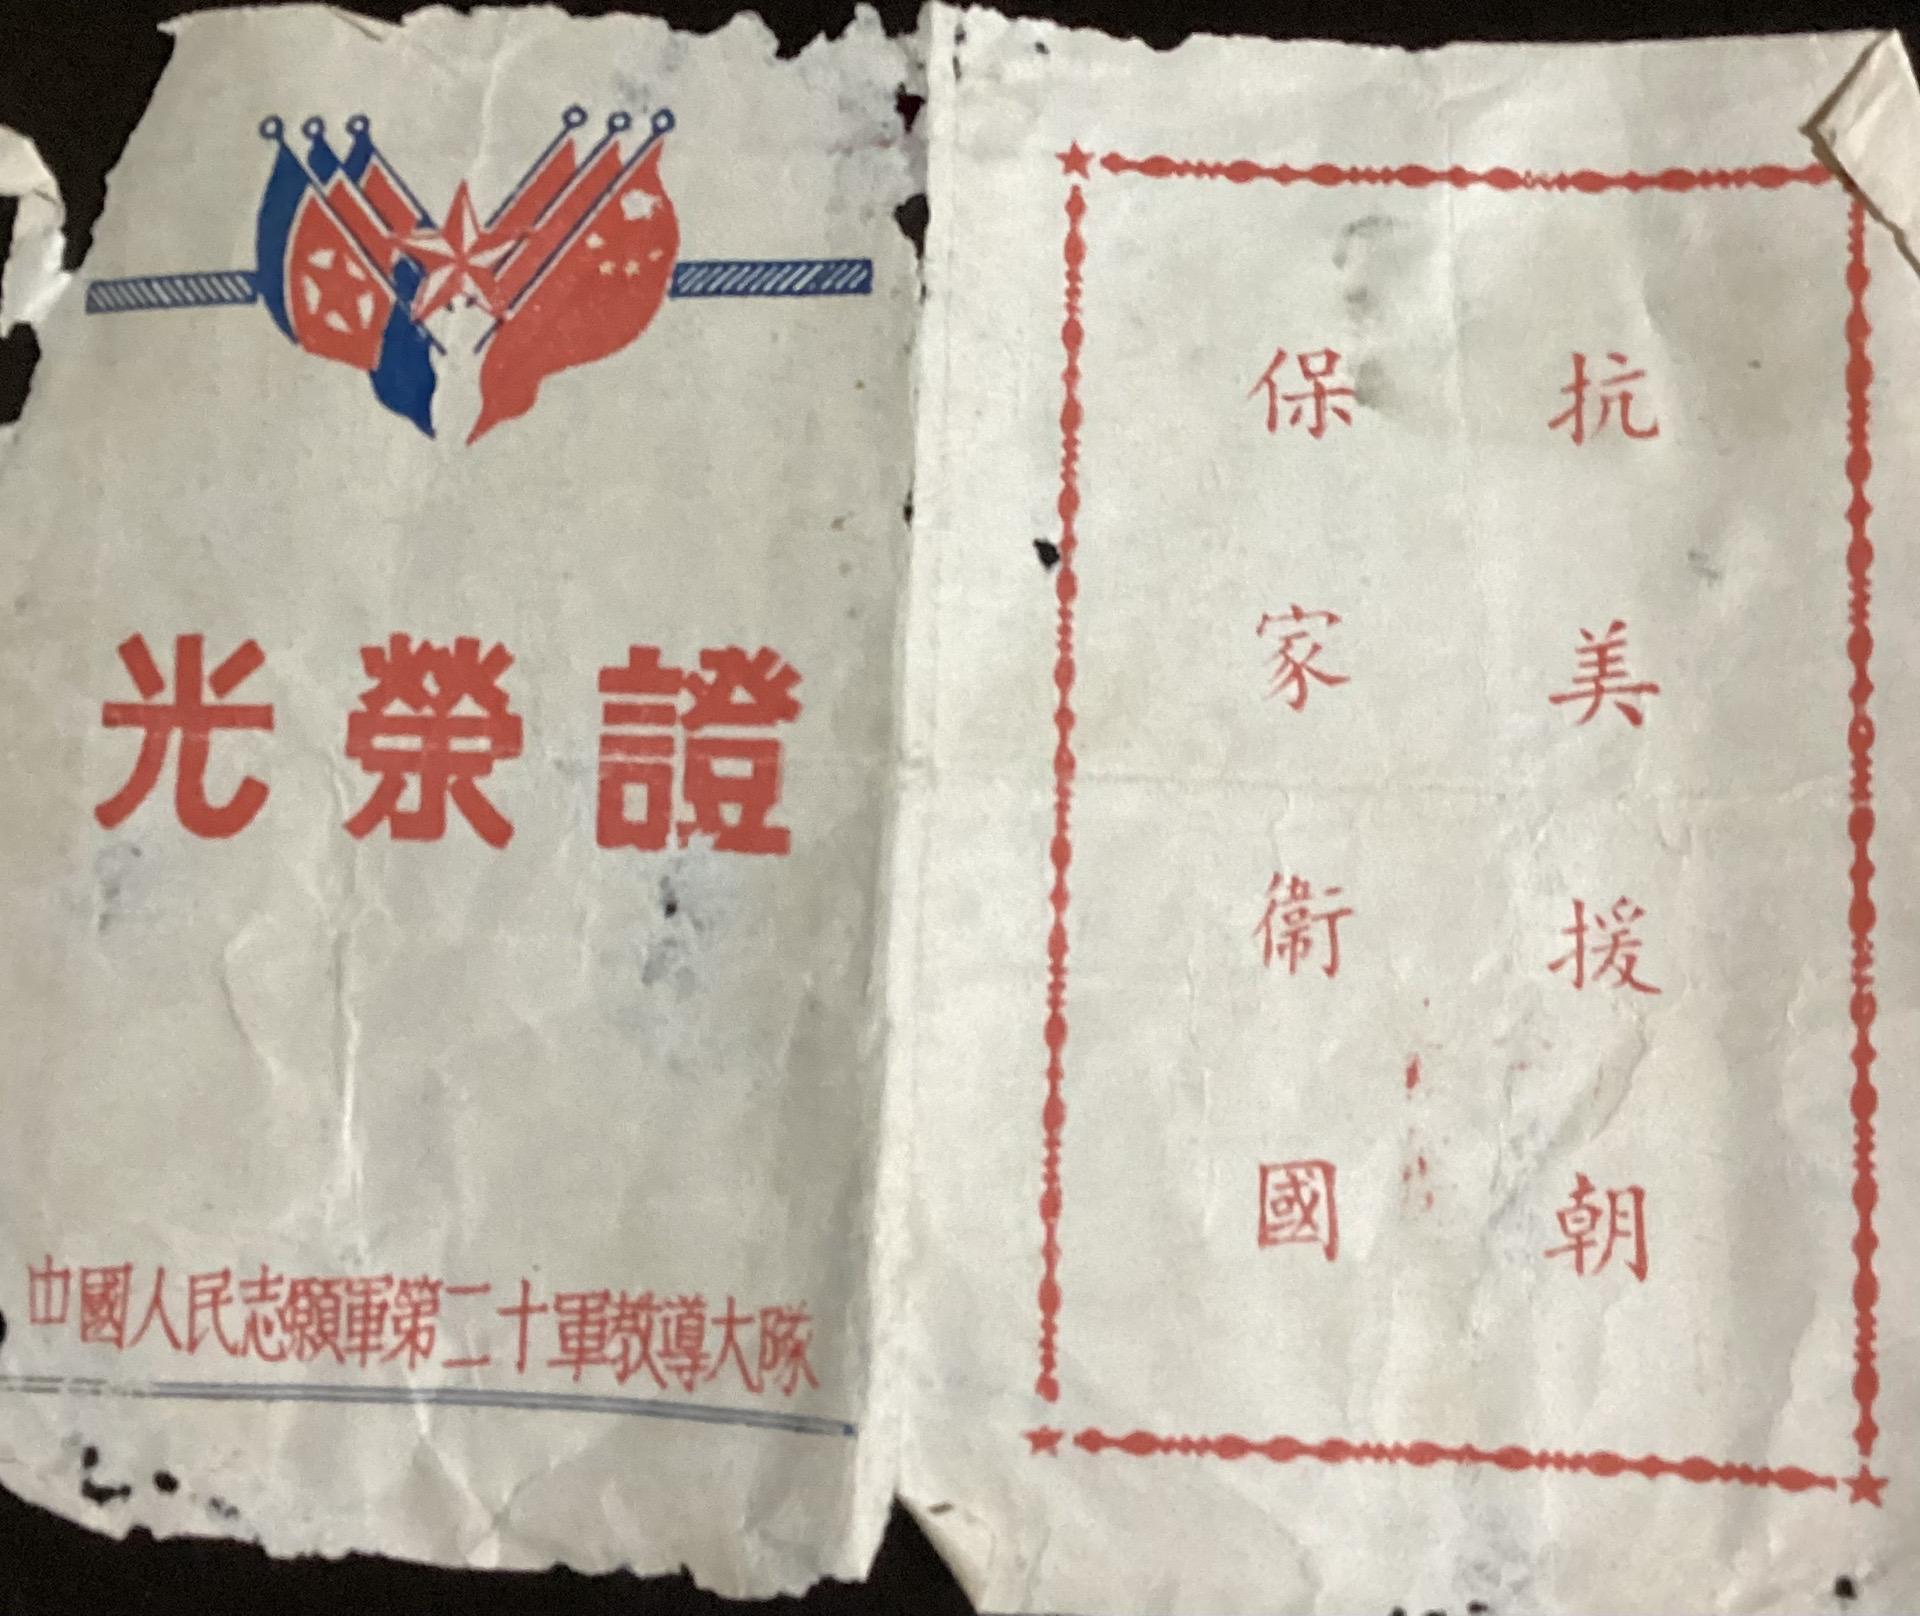 光榮證
中國人民志願軍第二十軍教導大隊
抗美援朝
保家衞國